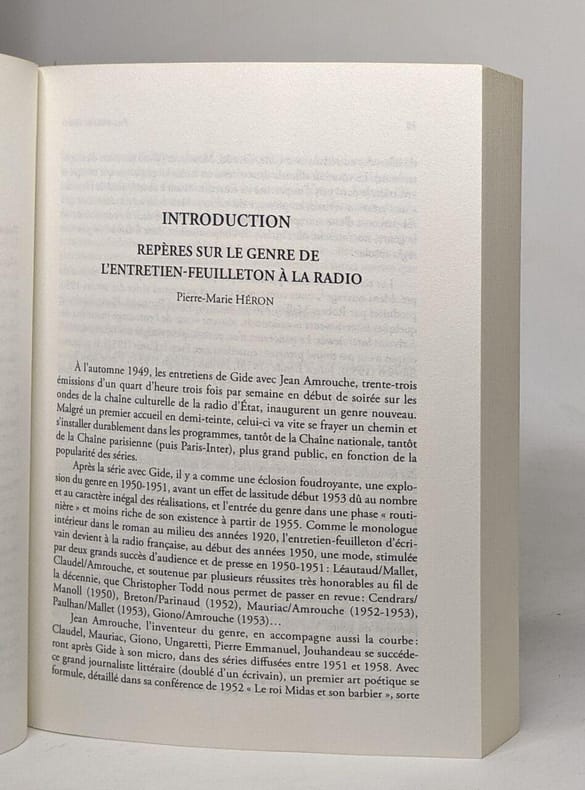 INTRODUCTION
REPÈRES SUR LE GENRE DE
L'ENTRETIEN-FEUILLETON À LA RADIO
Pierre-Marie HÉRON
À l'automne 1949, les entretiens de Gide avec Jean Amrouche, trente-trois
émissions d'un quart d'heure trois fois par semaine en début de soirée sur les
ondes de la chaîne culturelle de la radio d'État, inaugurent un genre nouveau.
Malgré un premier accueil en demi-teinte, celui-ci va vite se frayer un chemin et
s'installer durablement dans les programmes, tantôt de la Chaîne nationale, tantôt
de la Chaîne parisienne (puis Paris-Inter), plus grand public, en fonction de la
popularité des séries.
Après la série avec Gide, il y a comme une éclosion foudroyante, une explo-
sion du genre en 1950-1951, avant un effet de lassitude début 1953 dû au nombre
et au caractère inégal des réalisations, et l'entrée du genre dans une phase « routi-
nière » et moins riche de son existence à partir de 1955. Comme le monologue
intérieur dans le roman au milieu des années 1920, l'entretien-feuilleton d'écri-
vain devient à la radio française, au début des années 1950, une mode, stimulée
par deux grands succès d'audience et de presse en 1950-1951 : Léautaud/Mallet,
Claudel/Amrouche, et soutenue par plusieurs réussites très honorables au fil de
la décennie, que Christopher Todd nous permet de passer en revue : Cendrars/
Manoll (1950), Breton/Parinaud (1952), Mauriac/Amrouche (1952-1953),
Paulhan/Mallet (1953), Giono/Amrouche (1953)...
Jean Amrouche, l'inventeur du genre, en accompagne aussi la courbe :
Claudel, Mauriac, Giono, Ungaretti, Pierre Emmanuel, Jouhandeau se succéde-
ront après Gide à son micro, dans des séries diffusées entre 1951 et 1958. Avec
ce grand journaliste littéraire (doublé d'un écrivain), un premier art poétique se
formule, détaillé dans sa conférence de 1952 « Le roi Midas et son barbier », sorte